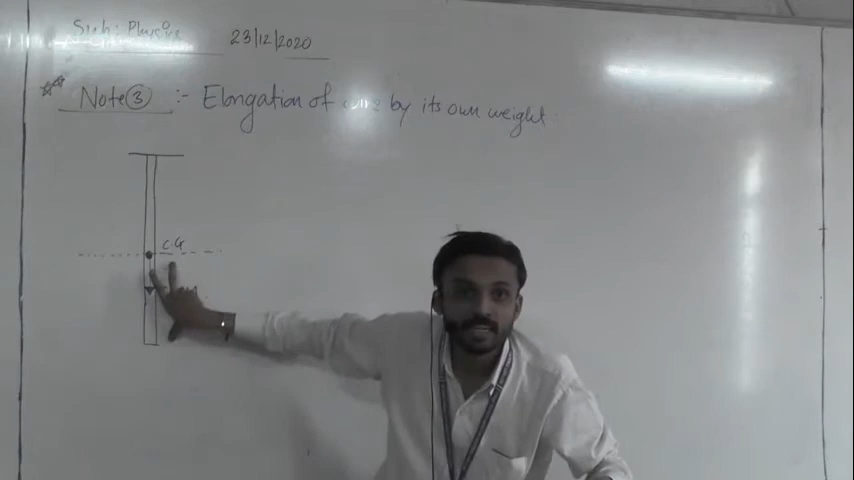 Sub: Physics
23/12/2020
Note ③ :- Elongation of wire by its own weight.
C.G